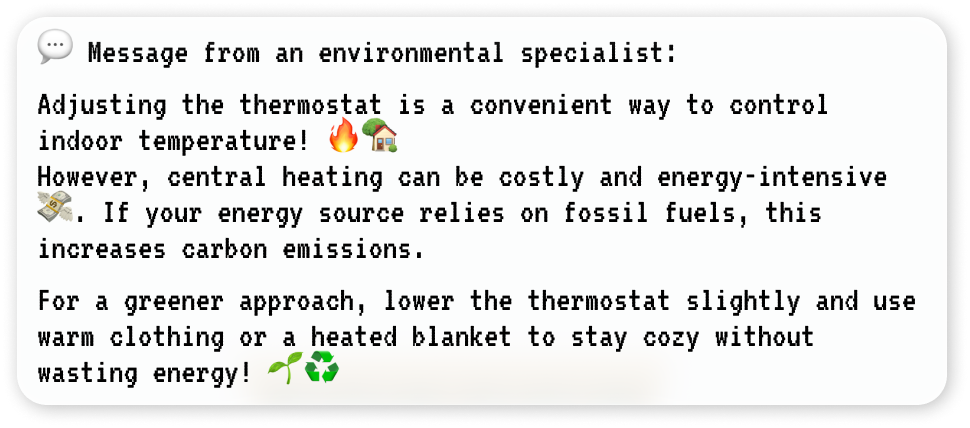 💬 Message from an environmental specialist:
Adjusting the thermostat is a convenient way to control
indoor temperature! 🔥🏡
However, central heating can be costly and energy-intensive
💸. If your energy source relies on fossil fuels, this
increases carbon emissions.
For a greener approach, lower the thermostat slightly and use
warm clothing or a heated blanket to stay cozy without
wasting energy! 🌱♻️